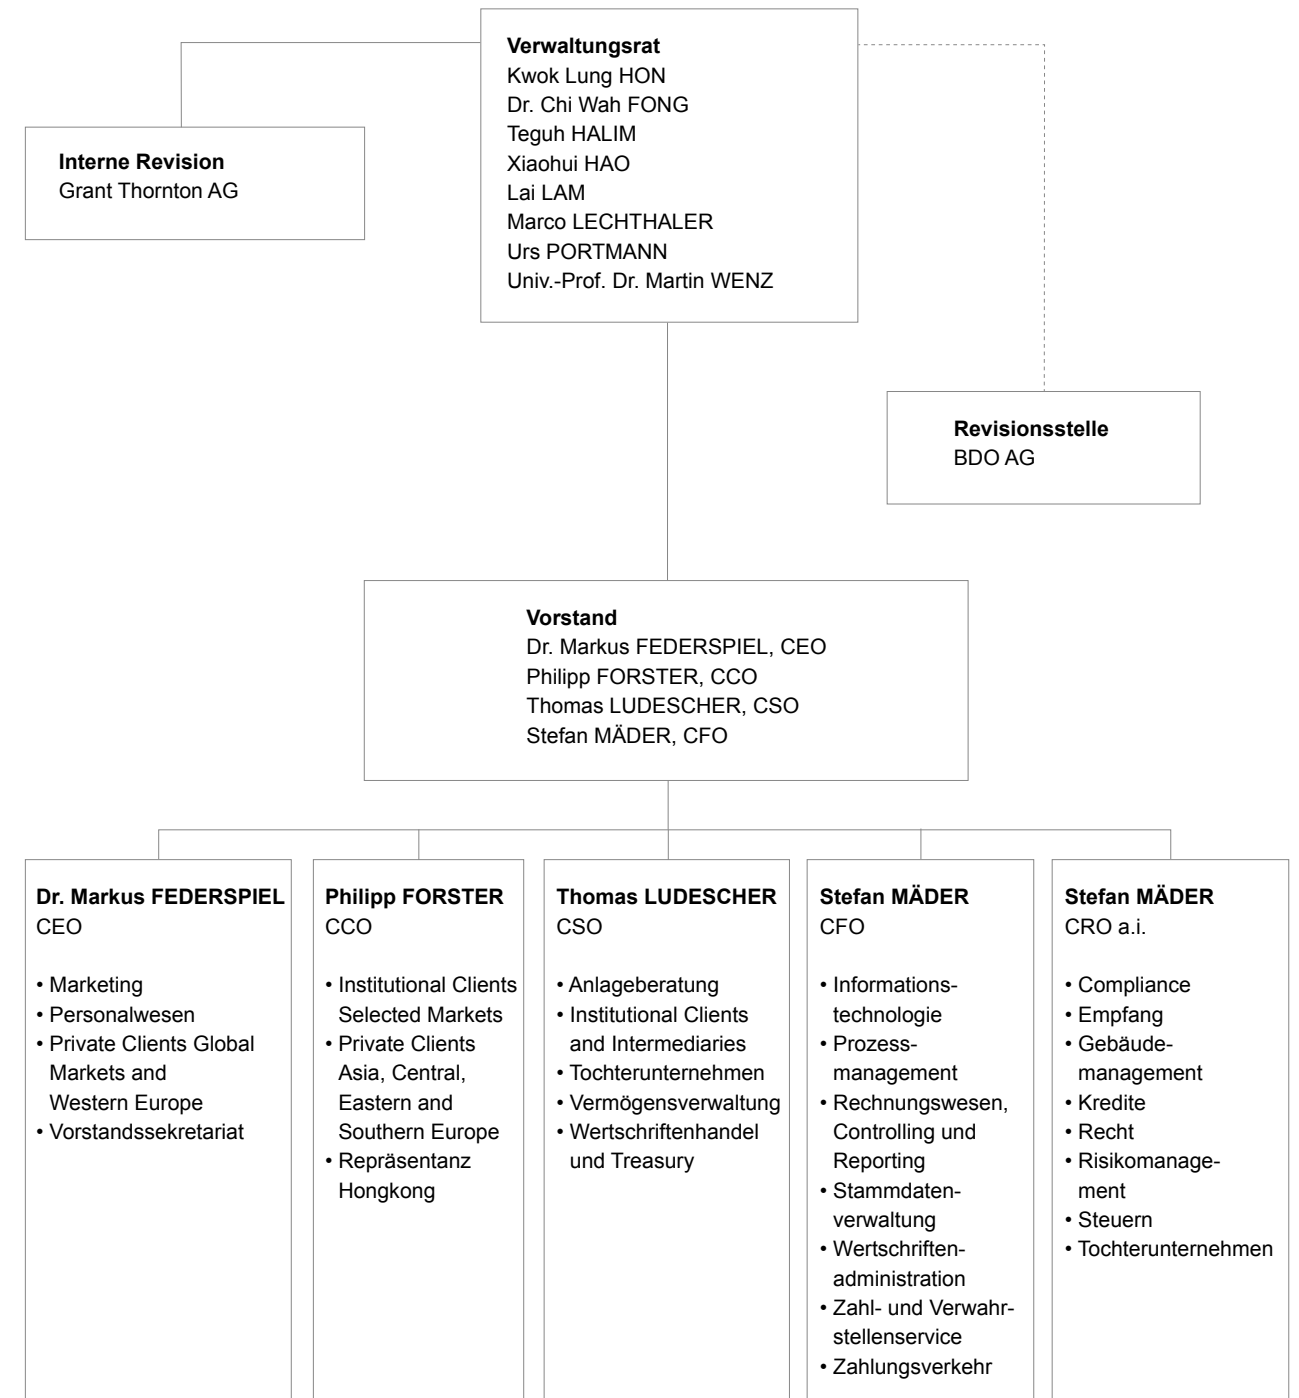 Verwaltungsrat
Kwok Lung HON
Dr. Chi Wah FONG
Teguh HALIM
Xiaohui HAO
Lai LAM
Marco LECHTHALER
Urs PORTMANN
Univ.-Prof. Dr. Martin WENZ
Interne Revision
Grant Thornton AG
Revisionsstelle
BDO AG
Vorstand
Dr. Markus FEDERSPIEL, CEO
Philipp FORSTER, CCO
Thomas LUDESCHER, CSO
Stefan MÄDER, CFO
Dr. Markus FEDERSPIEL
CEO
• Marketing
• Personalwesen
• Private Clients Global
Markets and
Western Europe
• Vorstandssekretariat
Philipp FORSTER
CCO
• Institutional Clients
Selected Markets
• Private Clients
Asia, Central,
Eastern and
Southern Europe
• Repräsentanz
Hongkong
Thomas LUDESCHER
CSO
• Anlageberatung
• Institutional Clients
and Intermediaries
• Tochterunternehmen
• Vermögensverwaltung
• Wertschriftenhandel
und Treasury
Stefan MÄDER
CFO
• Informations-
technologie
• Prozess-
management
• Rechnungswesen,
Controlling und
Reporting
• Stammdaten-
verwaltung
• Wertschriften-
administration
• Zahl- und Verwahr-
stellenservice
• Zahlungsverkehr
Stefan MÄDER
CRO a.i.
• Compliance
• Empfang
• Gebäude-
management
• Kredite
• Recht
• Risikomanage-
ment
• Steuern
• Tochterunternehmen